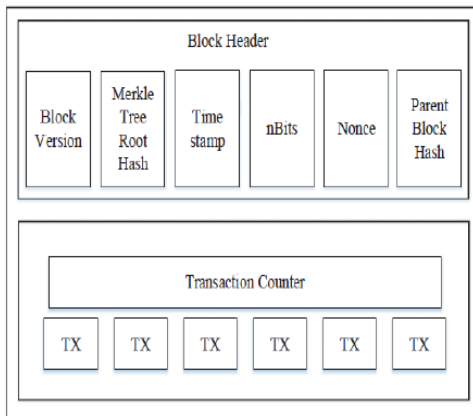 Block Header
Block
Version
Merkle
Tree
Root
Hash
Time
stamp
nBits
Nonce
Parent
Block
Hash
Transaction Counter
TX TX TX TX TX TX